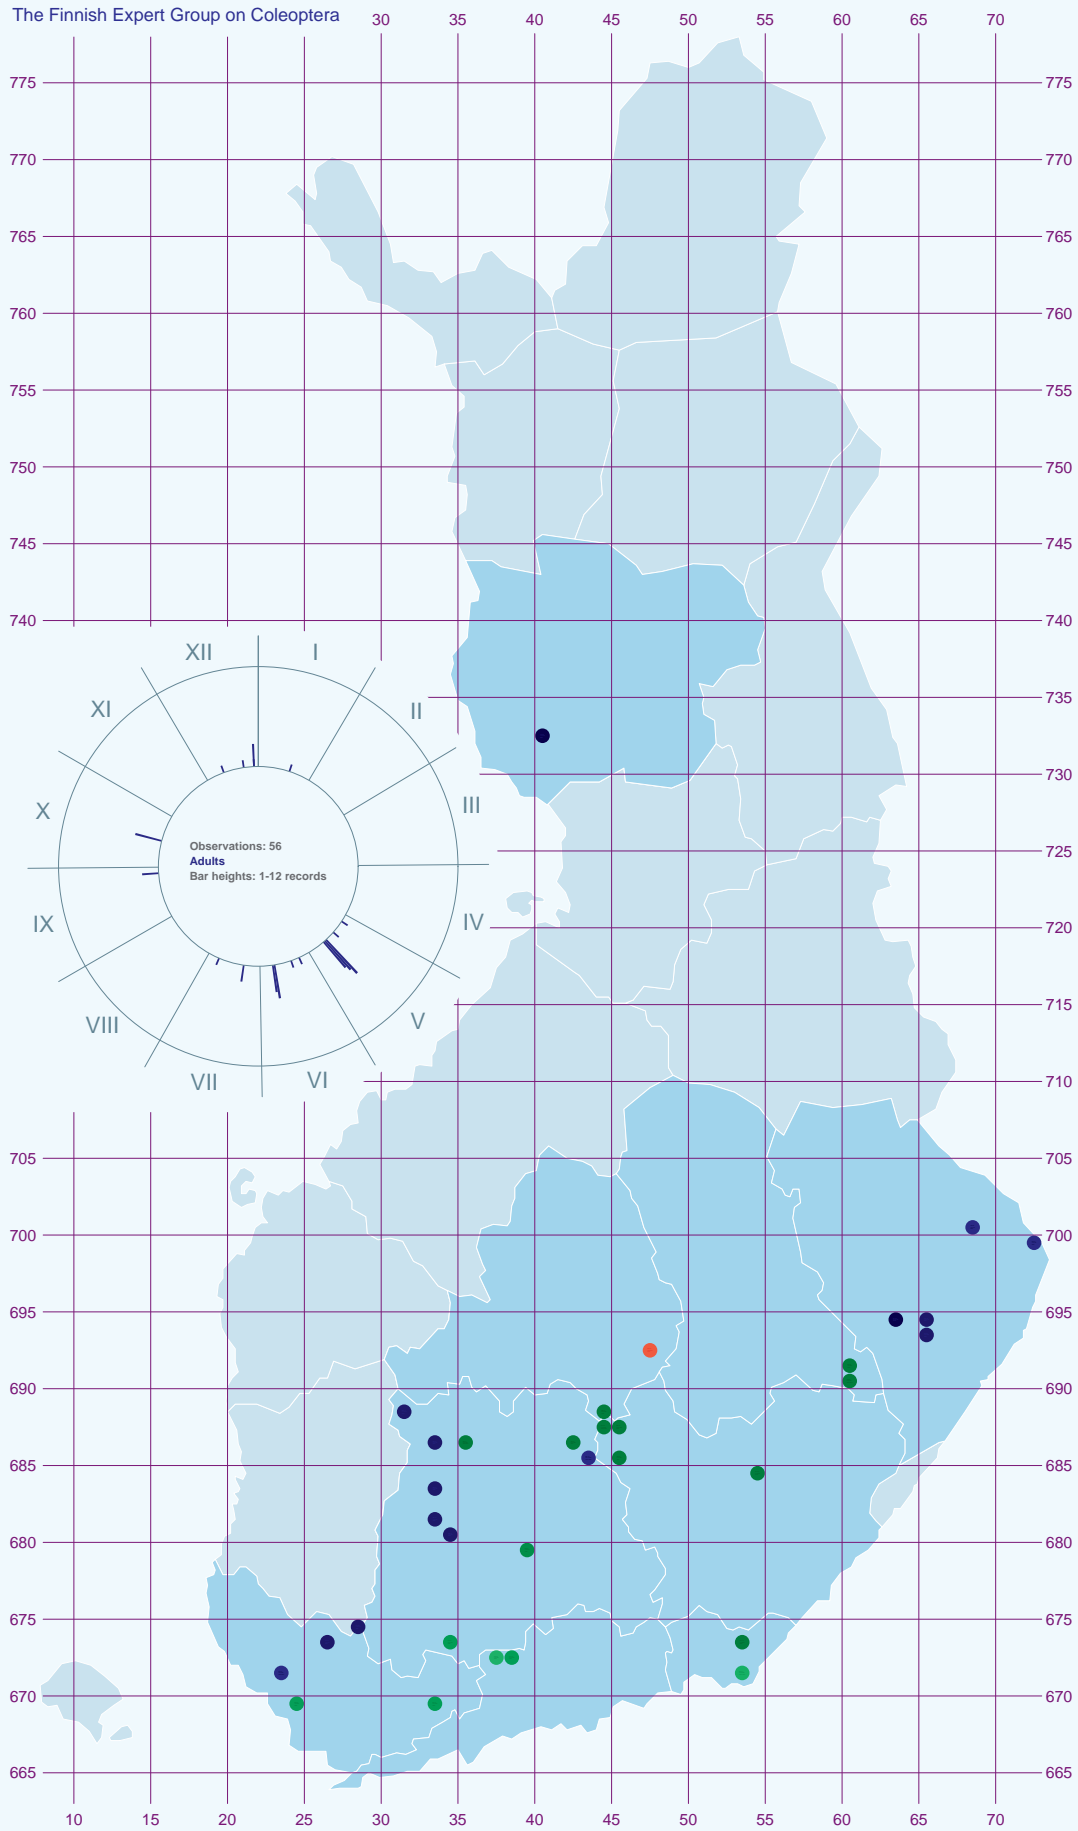 The Finnish Expert Group on Coleoptera
30 35 40 45 50 55 60 65 70
775 775
770 770
765 765
760 760
755 755
750 750
745 745
740 740
XII I
XI II
735
730
X III
Observations: 56
Adults
Bar heights: 1-12 records
725
IX IV
720
715
VIII V
VII VI
710
705 705
700 700
695 695
690 690
685 685
680 680
675 675
670 670
665 665
10 15 20 25 30 35 40 45 50 55 60 65 70